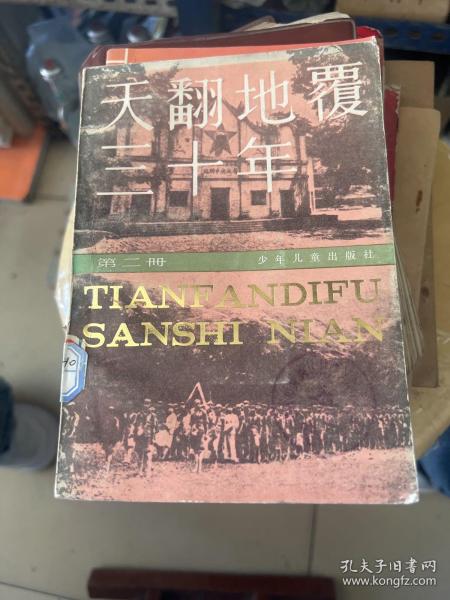 天翻地覆
三十年
第二册
少年儿童出版社
TIANFANDIFU
SANSHI NIAN
孔夫子旧书网
www.kongfz.com